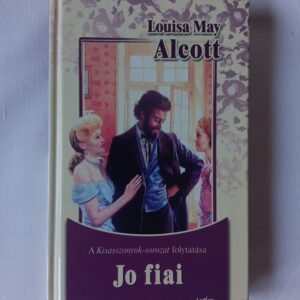 Louisa May
Alcott
A Kisasszonyok-sorozat folytatása
Jo fiai